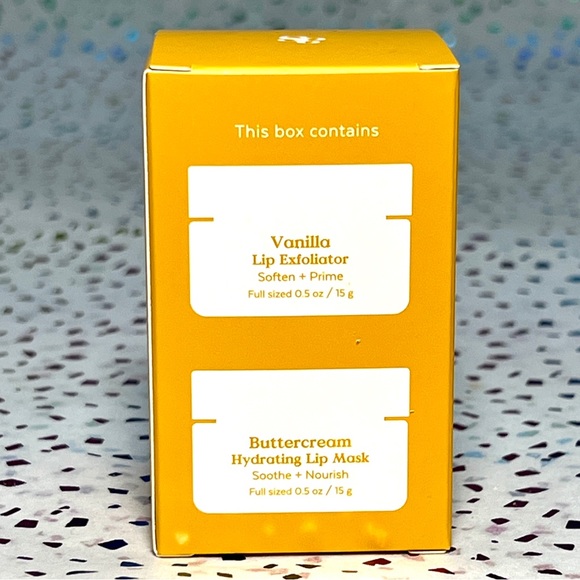 This box contains
Vanilla
Lip Exfoliator
Soften + Prime
Full sized 0.5 oz / 15 g
Buttercream
Hydrating Lip Mask
Soothe + Nourish
Full sized 0.5 oz / 15 g